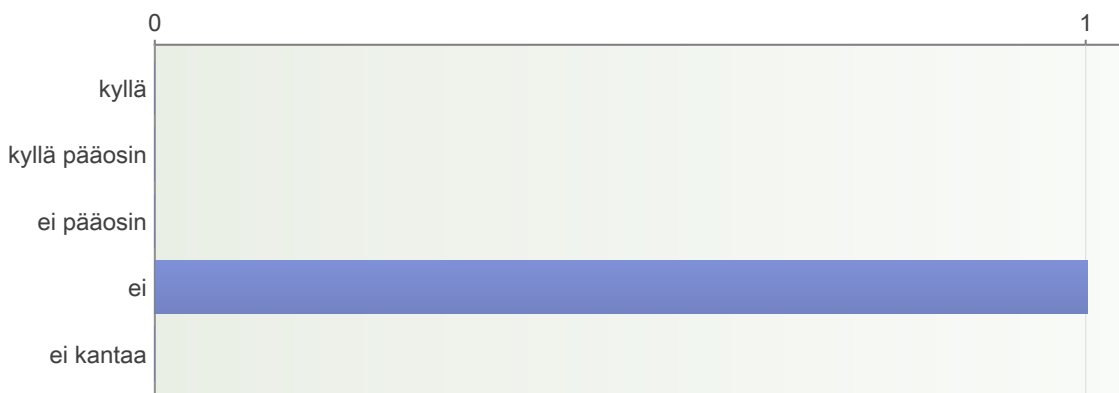 0 1
kyllä
kyllä pääosin
ei pääosin
ei
ei kantaa